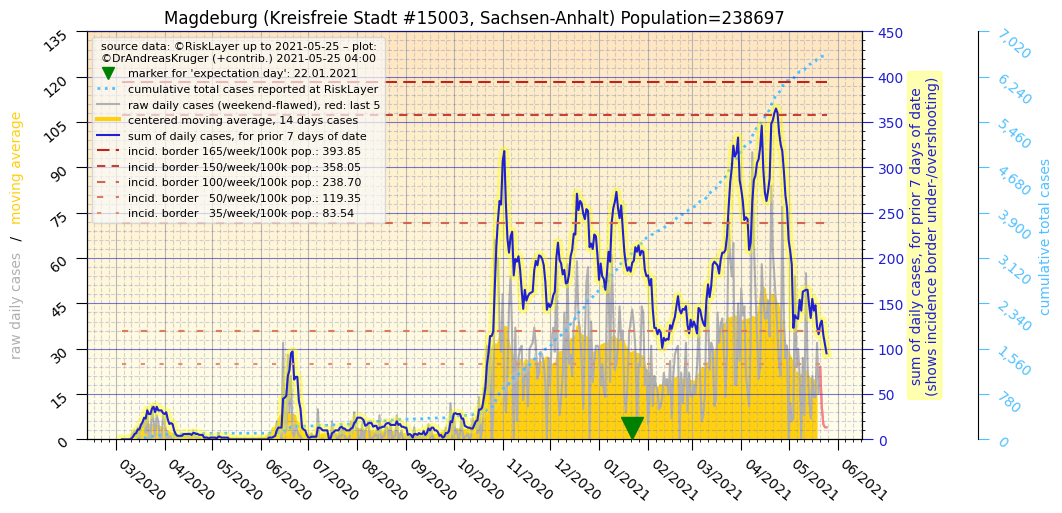 Magdeburg (Kreisfreie Stadt #15003, Sachsen-Anhalt) Population=238697
source data: ©RiskLayer up to 2021-05-25 – plot:
©DrAndreasKruger (+contrib.) 2021-05-25 04:00
marker for 'expectation day': 22.01.2021
cumulative total cases reported at RiskLayer
raw daily cases (weekend-flawed), red: last 5
centered moving average, 14 days cases
sum of daily cases, for prior 7 days of date
incid. border 165/week/100k pop.: 393.85
incid. border 150/week/100k pop.: 358.05
incid. border 100/week/100k pop.: 238.70
incid. border 50/week/100k pop.: 119.35
incid. border 35/week/100k pop.: 83.54
raw daily cases / moving average
135
120
105
90
75
60
45
30
15
0
03/2020
04/2020
05/2020
06/2020
07/2020
08/2020
09/2020
10/2020
11/2020
12/2020
01/2021
02/2021
03/2021
04/2021
05/2021
06/2021
450
400
350
300
250
200
150
100
50
0
sum of daily cases, for prior 7 days of date
(shows incidence border under-/overshooting)
7,020
6,240
5,460
4,680
3,900
3,120
2,340
1,560
780
0
cumulative total cases